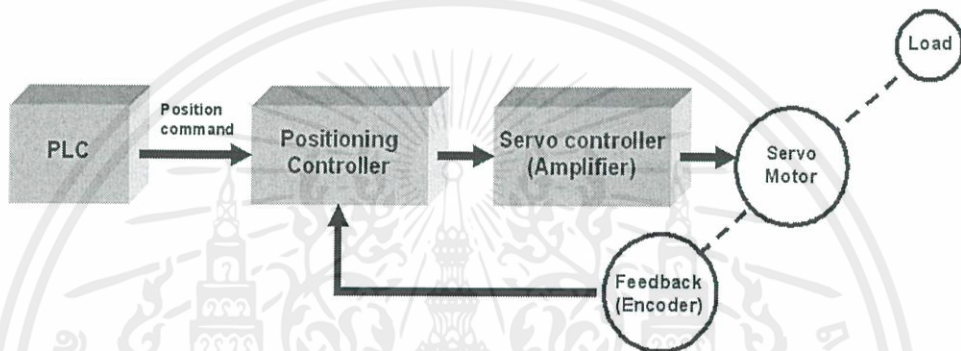 PLC
Position
command
Positioning
Controller
Servo controller
(Amplifier)
Servo
Motor
Load
Feedback
(Encoder)